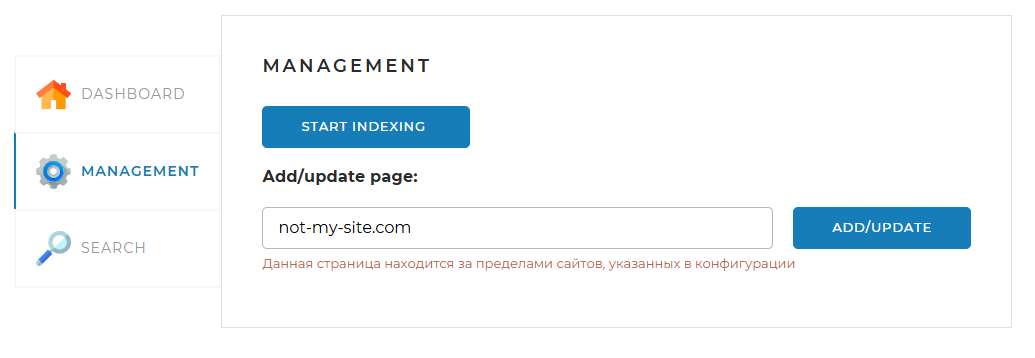 DASHBOARD
MANAGEMENT
SEARCH
MANAGEMENT
START INDEXING
Add/update page:
not-my-site.com
ADD/UPDATE
Данная страница находится за пределами сайтов, указанных в конфигурации